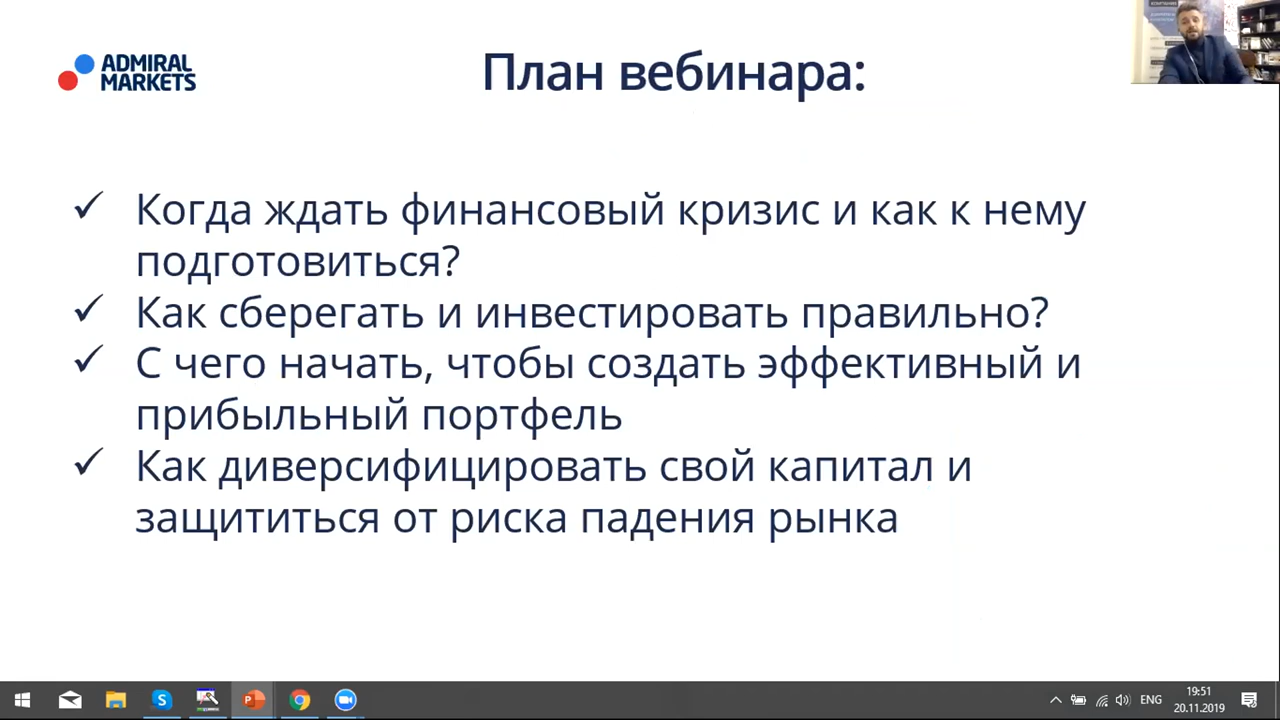 ADMIRAL
MARKETS
План вебинара:
✓ Когда ждать финансовый кризис и как к нему
подготовиться?
✓ Как сберегать и инвестировать правильно?
✓ С чего начать, чтобы создать эффективный и
прибыльный портфель
✓ Как диверсифицировать свой капитал и
защититься от риска падения рынка
ENG
19:51
20.11.2019